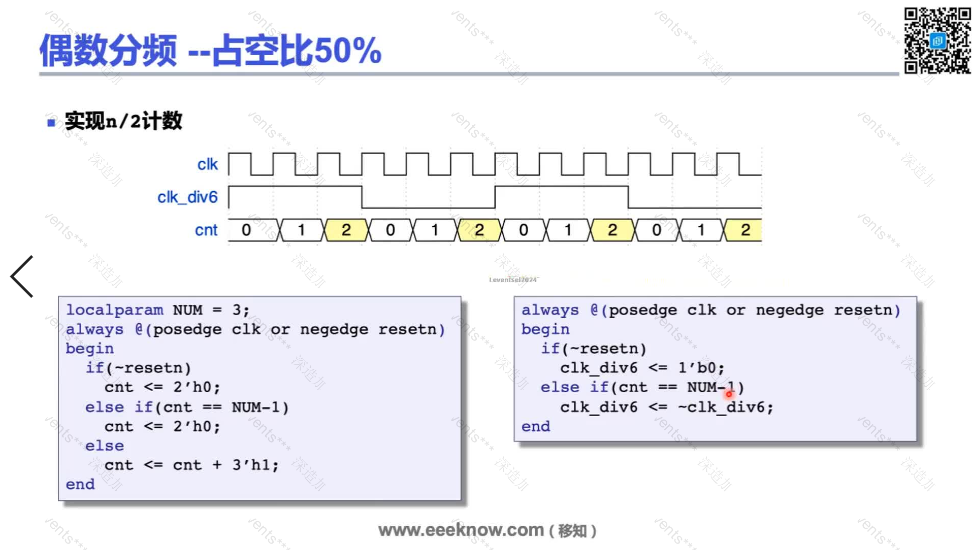 偶数分频 --占空比50%
实现n/2计数
clk
clk_div6
cnt 0 1 2 0 1 2 0 1 2 0 1 2
localparam NUM = 3;
always @(posedge clk or negedge resetn)
begin
if(~resetn)
cnt <= 2'h0;
else if(cnt == NUM-1)
cnt <= 2'h0;
else
cnt <= cnt + 3'h1;
end
always @(posedge clk or negedge resetn)
begin
if(~resetn)
clk_div6 <= 1'b0;
else if(cnt == NUM-1)
clk_div6 <= ~clk_div6;
end
www.eeeknow.com ( 移知 )